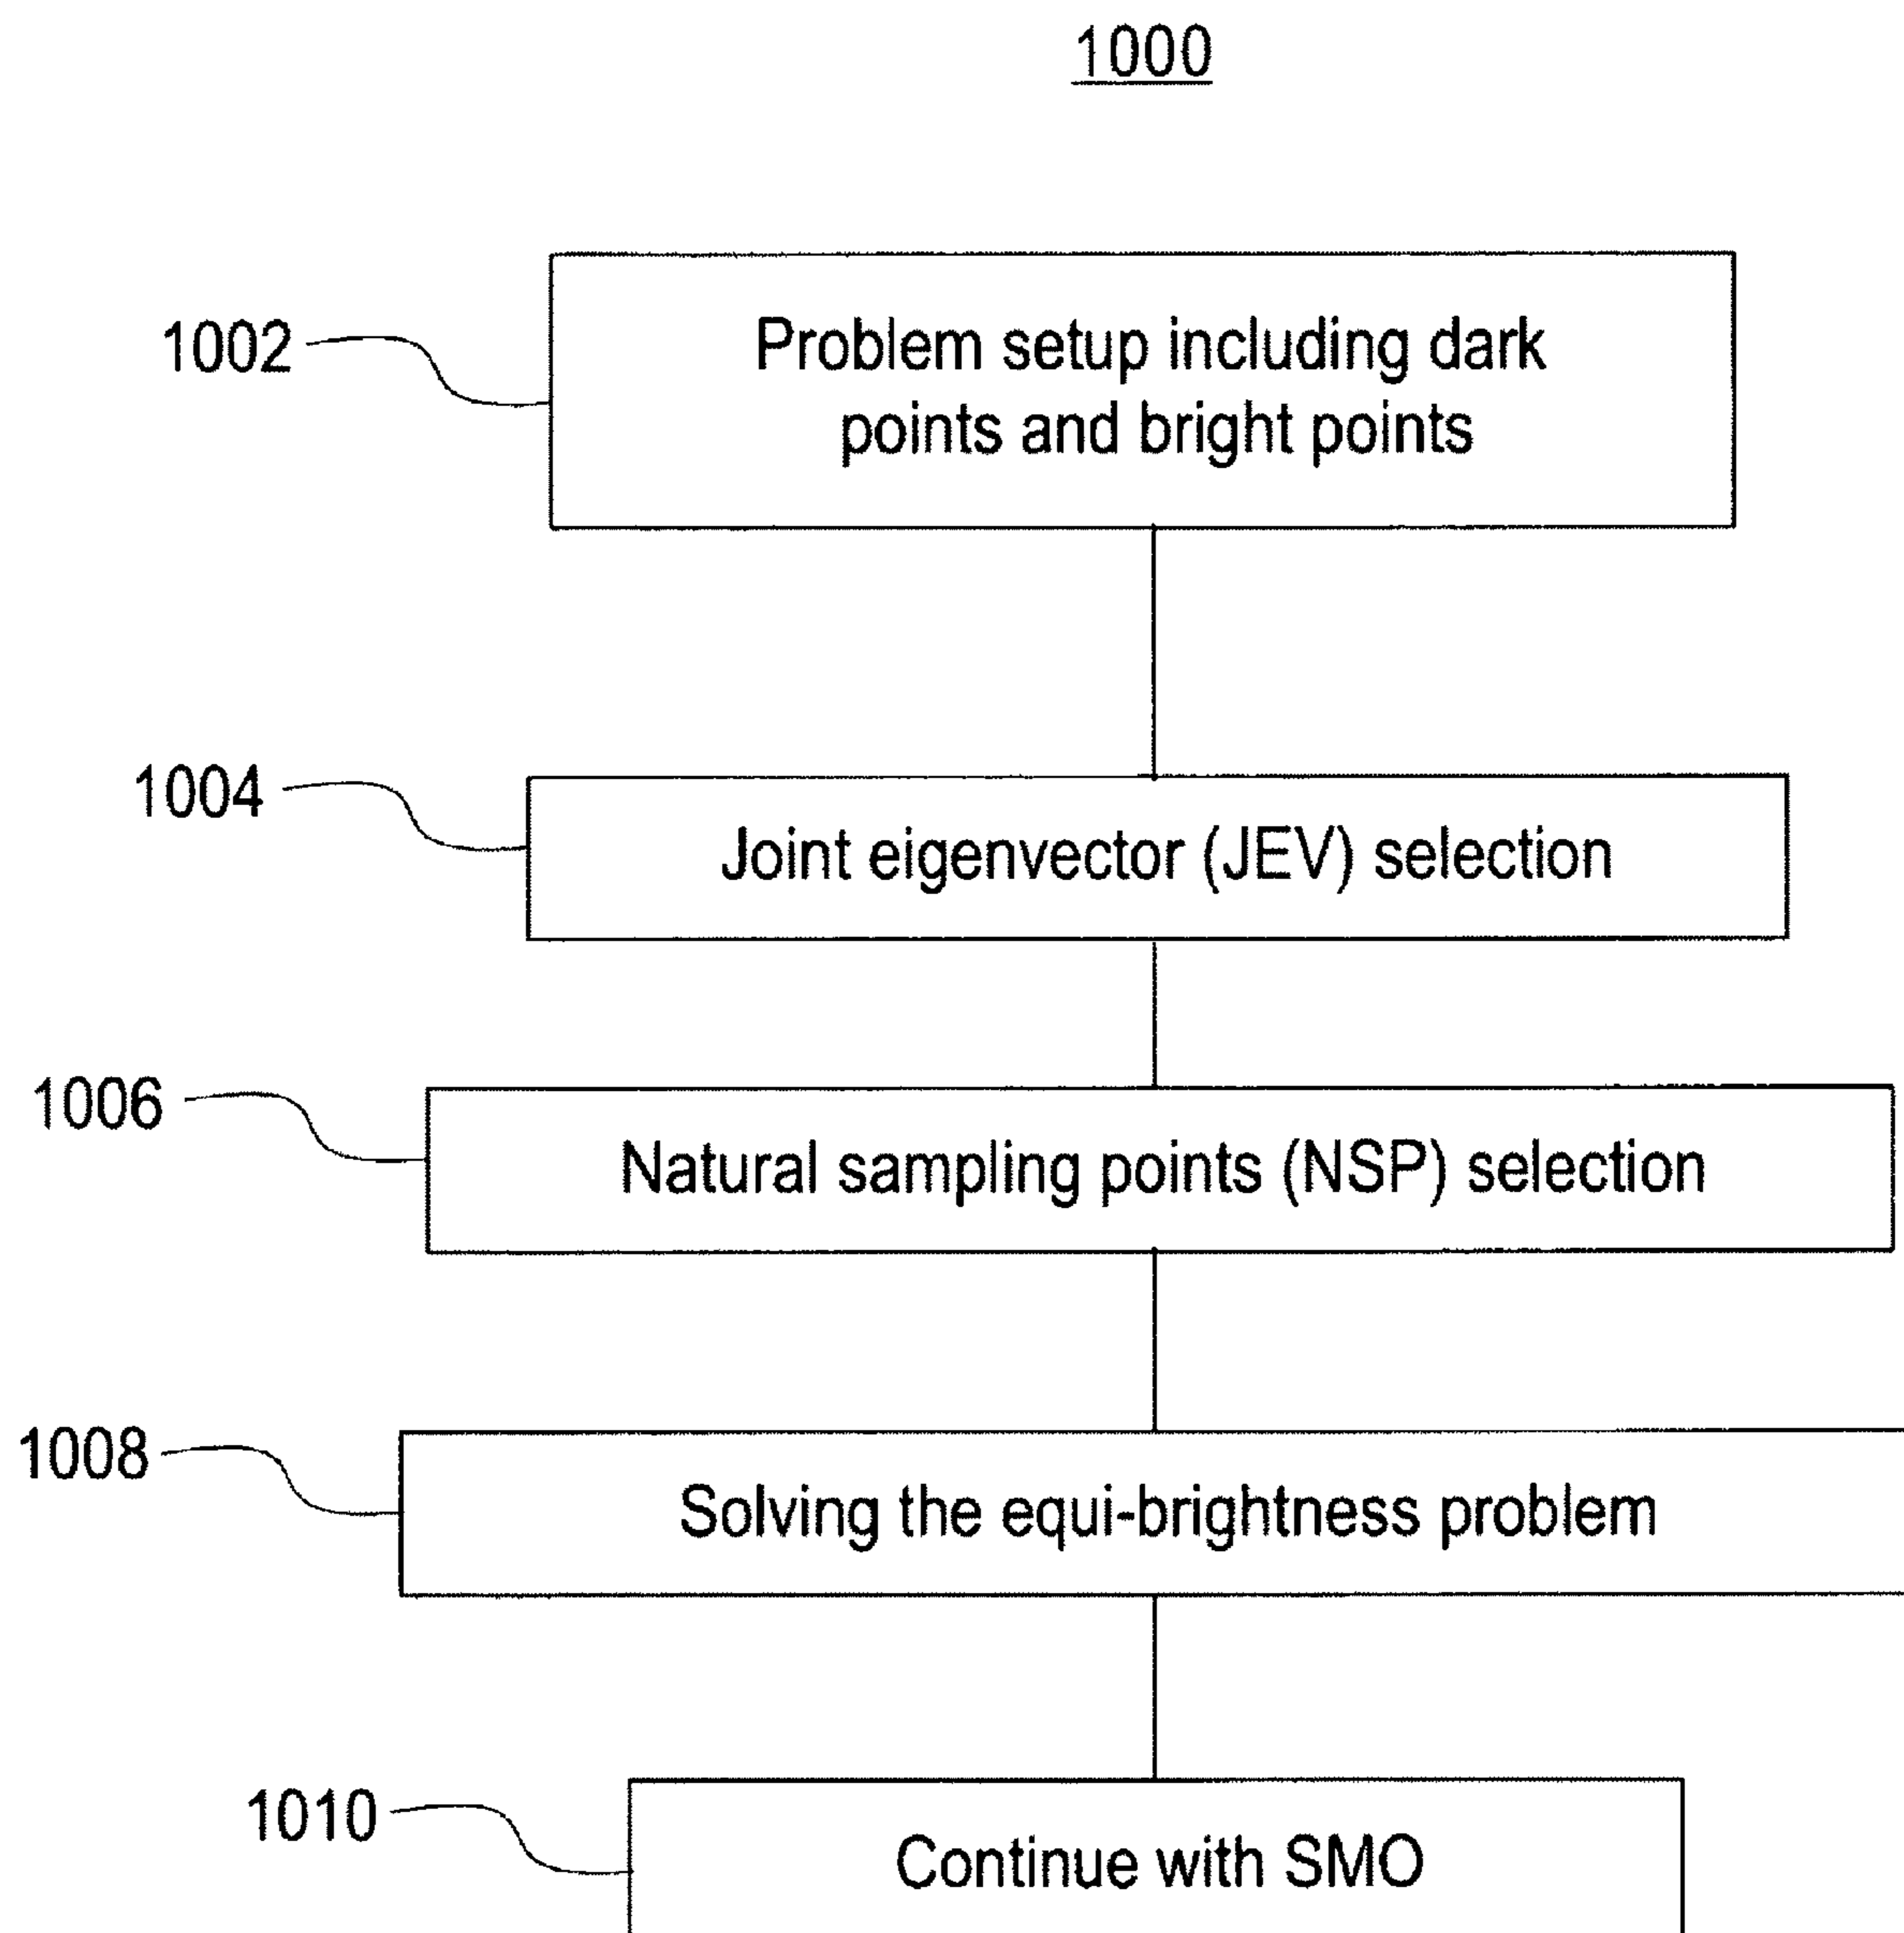 1000
1002
Problem setup including dark
points and bright points
1004
Joint eigenvector (JEV) selection
1006
Natural sampling points (NSP) selection
1008
Solving the equi-brightness problem
1010
Continue with SMO